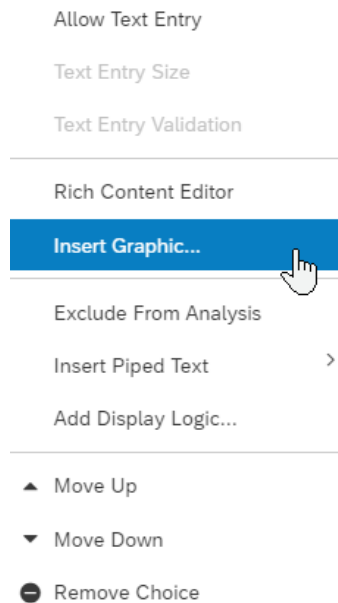 Allow Text Entry
Text Entry Size
Text Entry Validation
Rich Content Editor
Insert Graphic...
Exclude From Analysis
Insert Piped Text
Add Display Logic...
Move Up
Move Down
Remove Choice